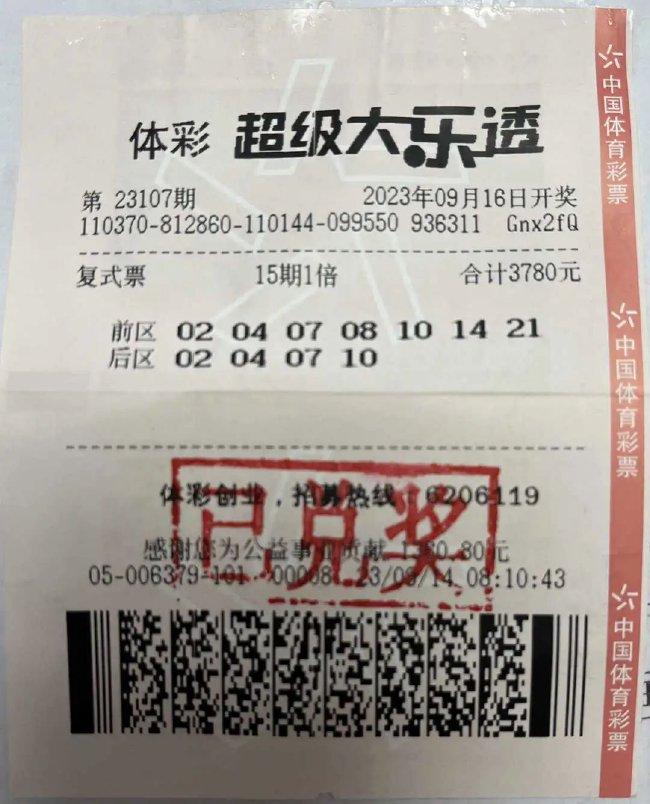 体彩 超级大乐透
第 23107期 2023年09月16日开奖
110370-812860-110144-099550 936311 Gnx2fQ
复式票 15期1倍 合计3780元
前区 02 04 07 08 10 14 21
后区 02 04 07 10
体彩创业，招募热线：6206119
已兑奖
感谢您为公益事业贡献 1360.80元
05-006379-101 00008 23/09/14 08:10:43
中国体育彩票
中国体育彩票
中国体育彩票